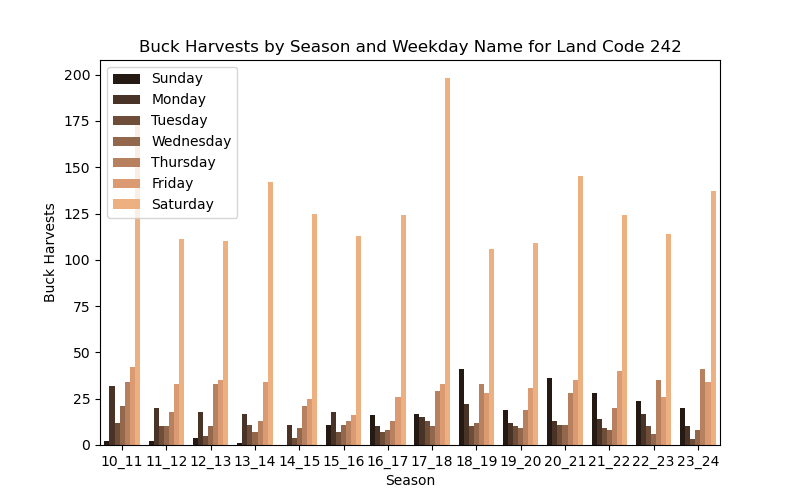 Buck Harvests by Season and Weekday Name for Land Code 242
200
175
150
125
100
75
50
25
0
Buck Harvests
Sunday
Monday
Tuesday
Wednesday
Thursday
Friday
Saturday
10_11 11_12 12_13 13_14 14_15 15_16 16_17 17_18 18_19 19_20 20_21 21_22 22_23 23_24
Season